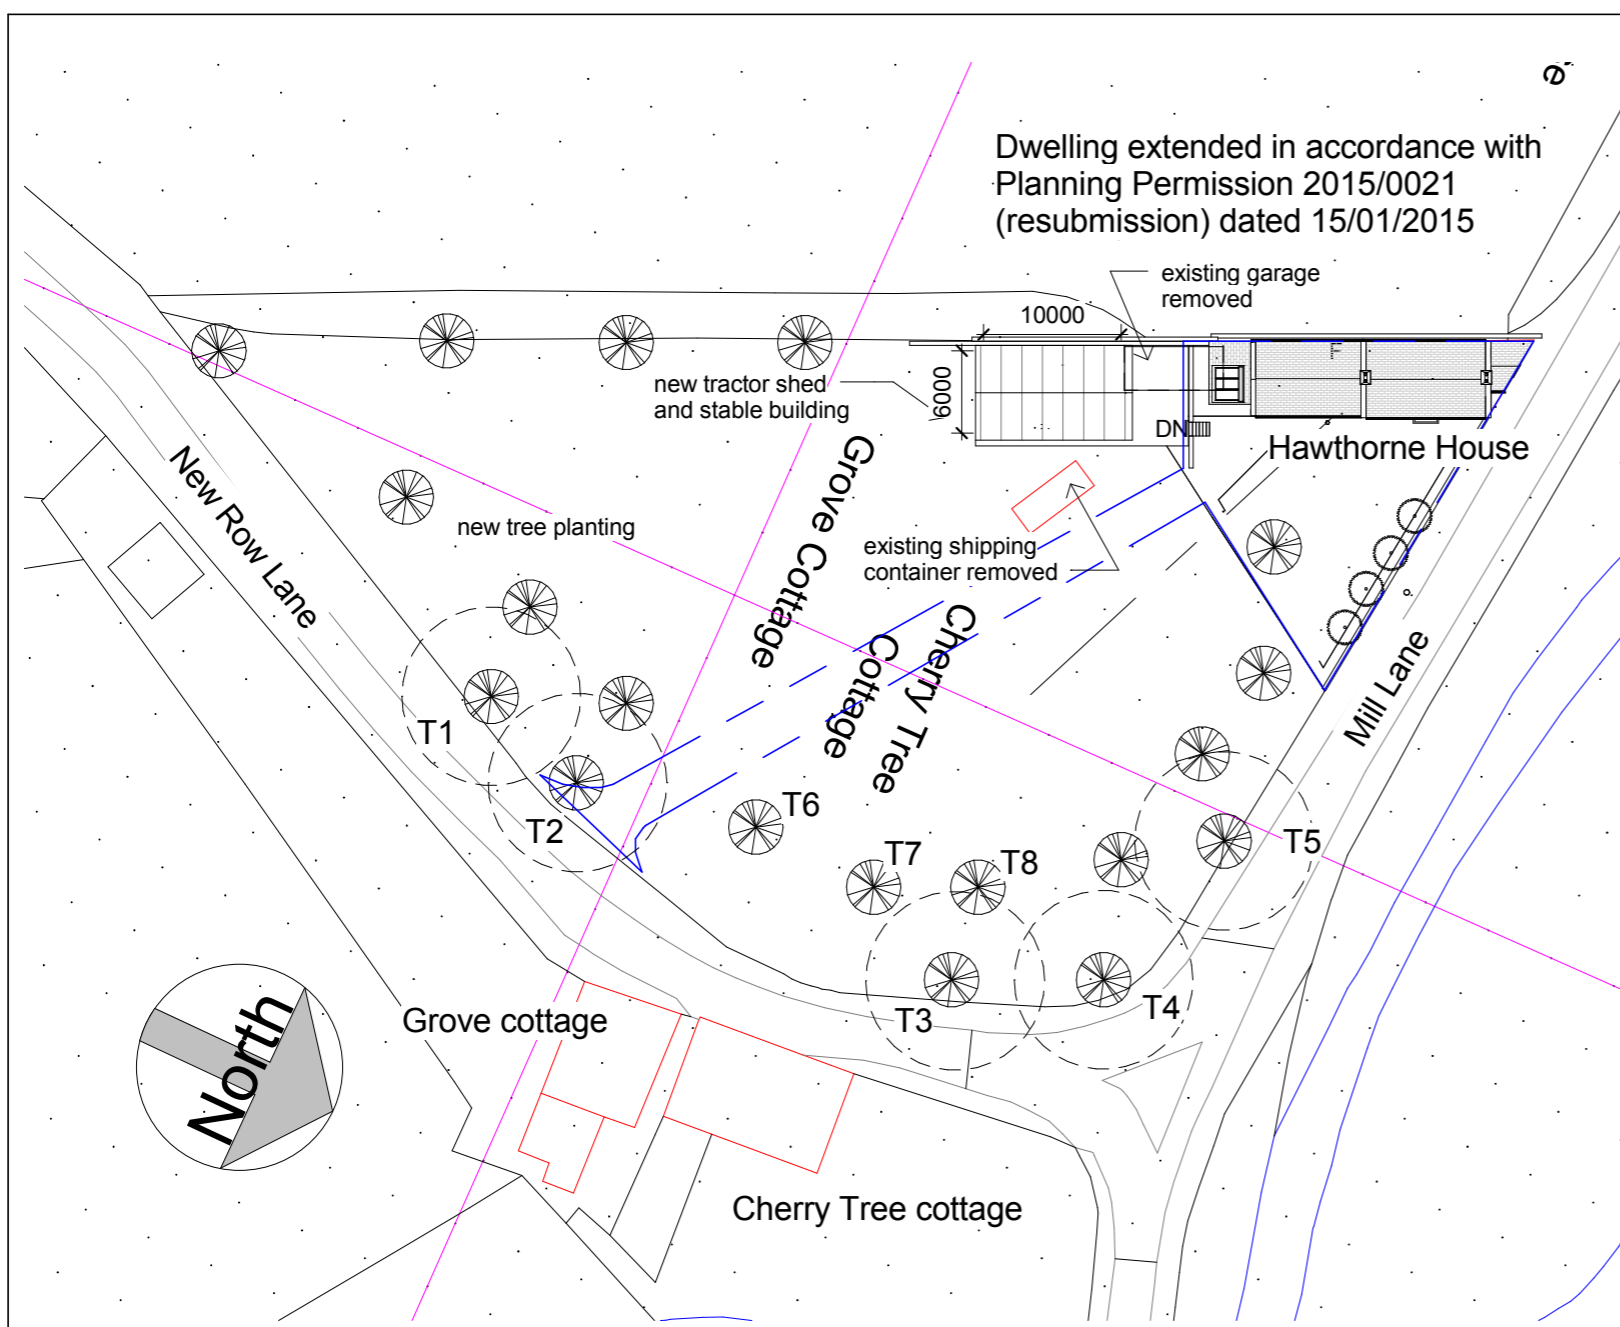 é
Dwelling extended in accordance with
Planning Permission 2015/0021
(resubmission) dated 15/01/2015
existing garage
removed
10000
6000
new tractor shed
and stable building
DN
Hawthorne House
New Row Lane
new tree planting
Grove Cottage
existing shipping
container removed
Cherry Tree
Cottage
Mill Lane
T1
T2
T6
T7
T8
T5
T3
T4
North
Grove cottage
Cherry Tree cottage